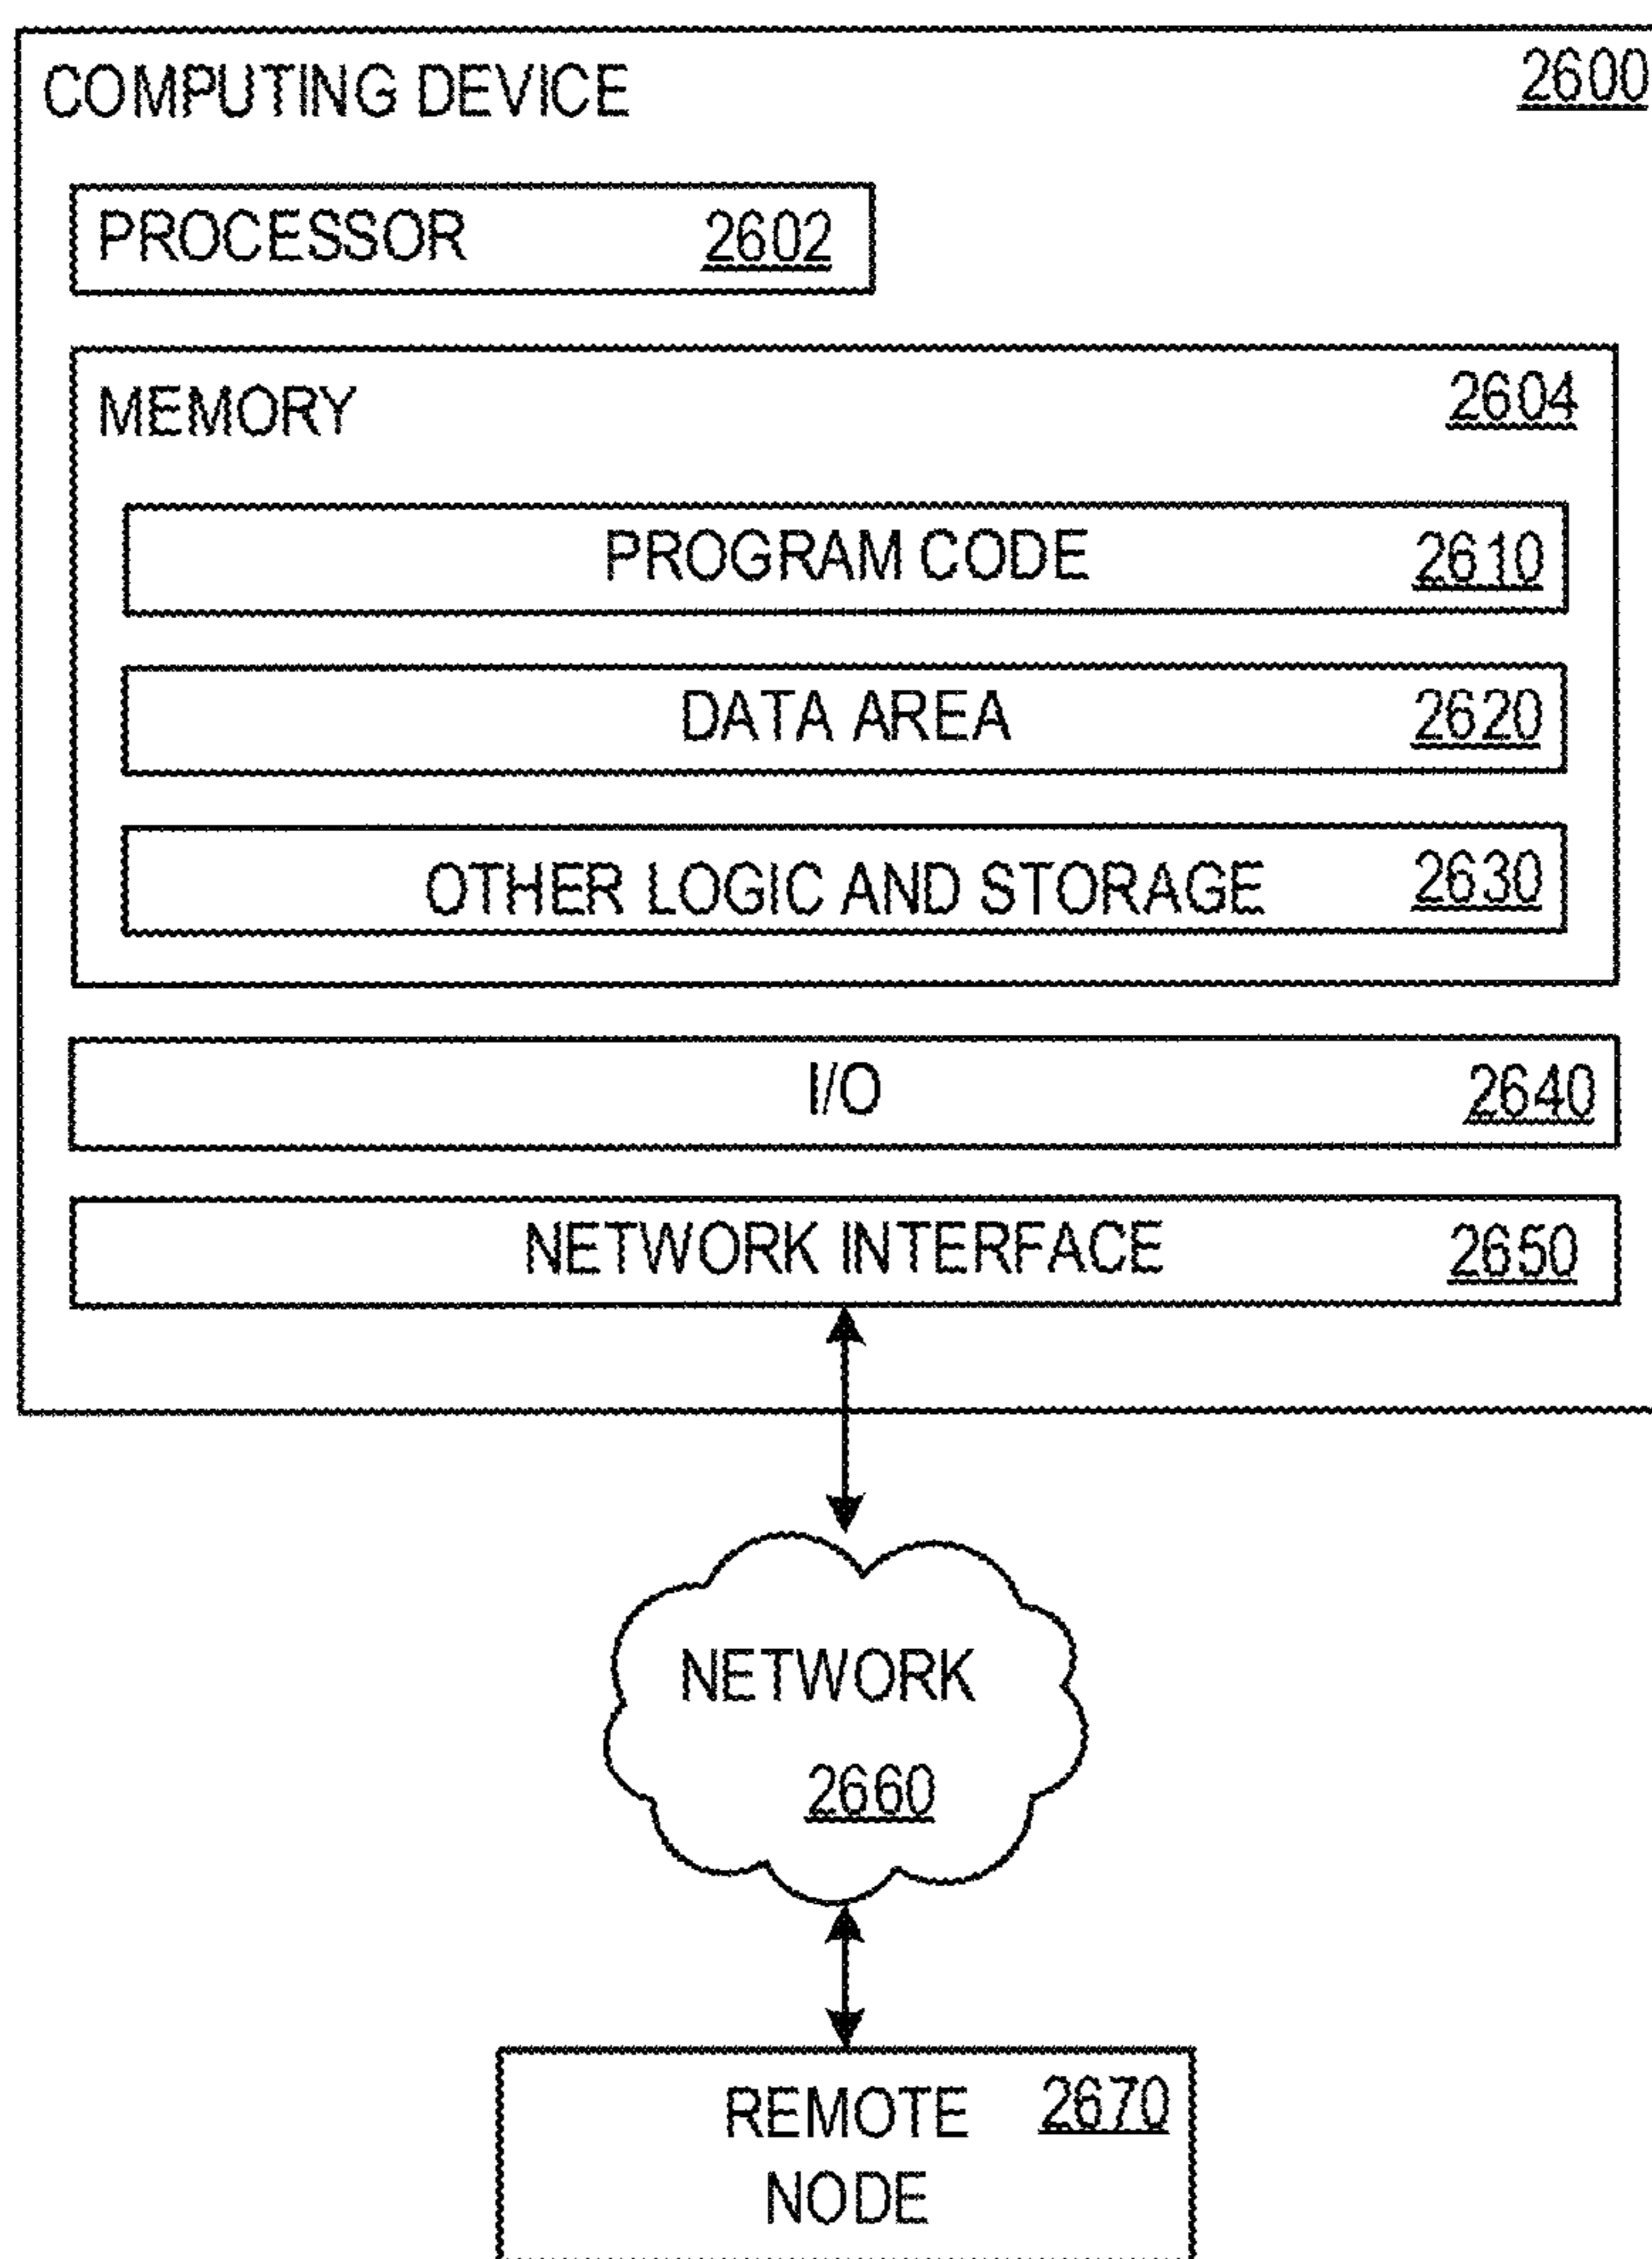 COMPUTING DEVICE 2600
PROCESSOR 2602
MEMORY 2604
PROGRAM CODE 2610
DATA AREA 2620
OTHER LOGIC AND STORAGE 2630
I/O 2640
NETWORK INTERFACE 2650
NETWORK
2660
REMOTE 2670
NODE